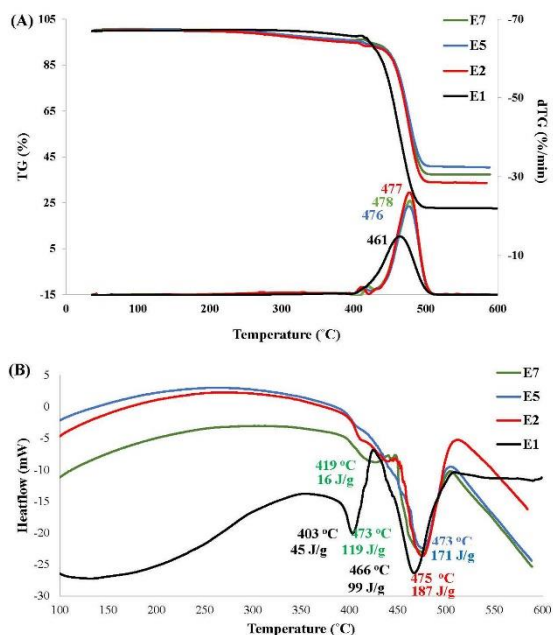 (A)
105
85
65
45
25
5
-15
TG (%)
-70
-50
-30
-10
dTG (%/min)
E7
E5
E2
E1
477
478
476
461
0 100 200 300 400 500 600
Temperature (°C)
(B)
5
0
-5
-10
-15
-20
-25
-30
Heatflow (mW)
E7
E5
E2
E1
419 °C
16 J/g
403 °C
45 J/g
473 °C
119 J/g
466 °C
99 J/g
473 °C
171 J/g
475 °C
187 J/g
100 150 200 250 300 350 400 450 500 550 600
Temperature (°C)